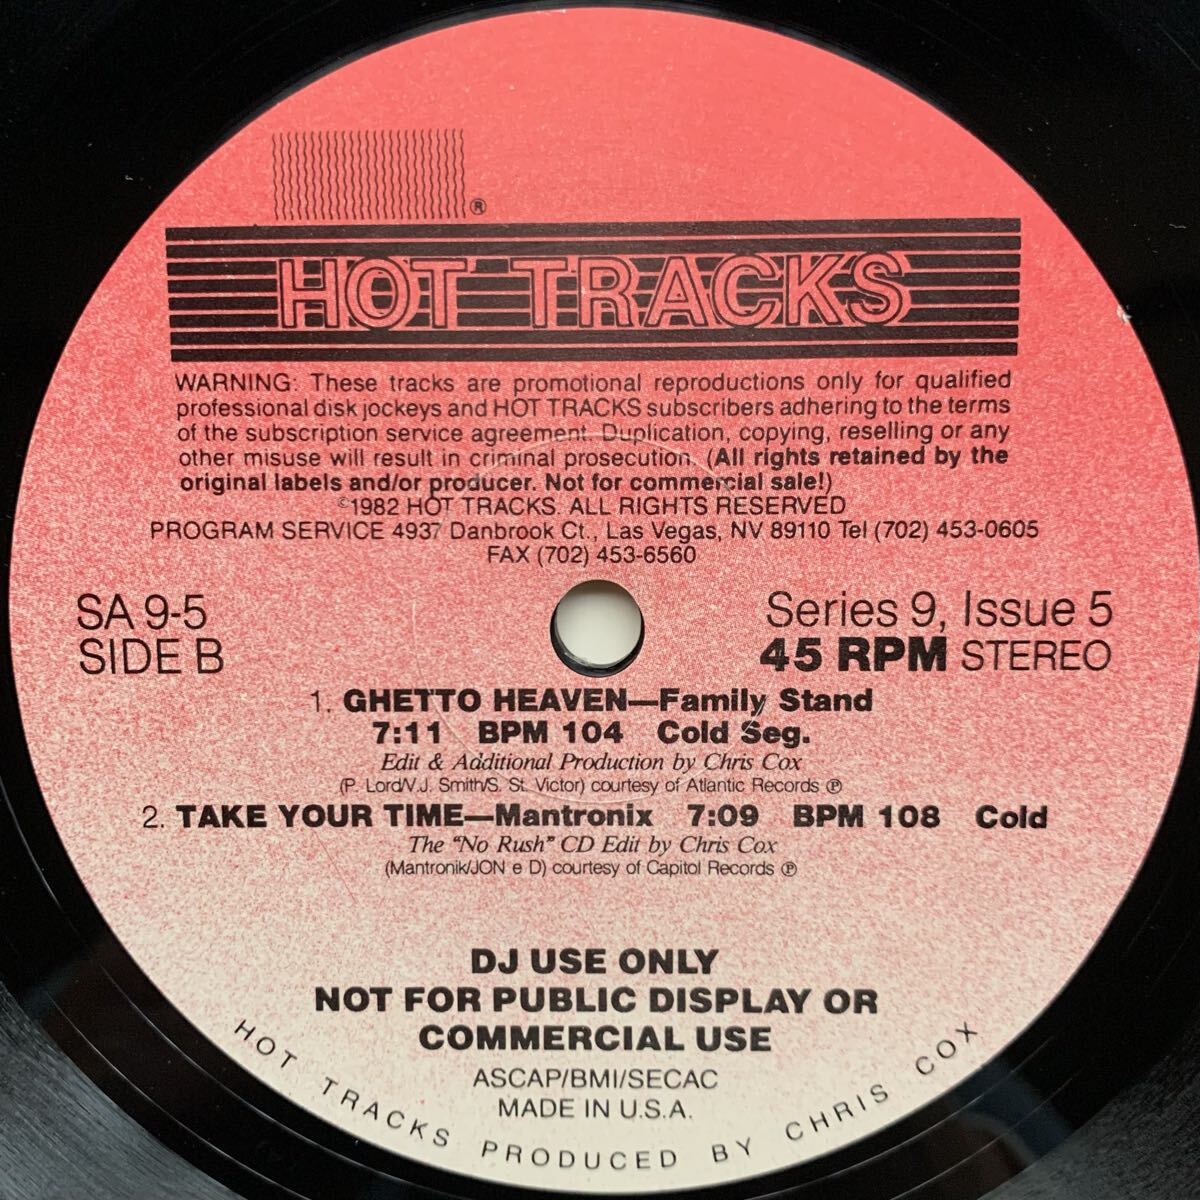 ®
HOT TRACKS
WARNING: These tracks are promotional reproductions only for qualified
professional disk jockeys and HOT TRACKS subscribers adhering to the terms
of the subscription service agreement. Duplication, copying, reselling or any
other misuse will result in criminal prosecution. (All rights retained by the
original labels and/or producer. Not for commercial sale!)
©1982 HOT TRACKS. ALL RIGHTS RESERVED
PROGRAM SERVICE 4937 Danbrook Ct., Las Vegas, NV 89110 Tel (702) 453-0605
FAX (702) 453-6560
SA 9-5
SIDE B
Series 9, Issue 5
45 RPM STEREO
1. GHETTO HEAVEN—Family Stand
7:11 BPM 104 Cold Seg.
Edit & Additional Production by Chris Cox
(P. Lord/V.J. Smith/S. St. Victor) courtesy of Atlantic Records ℗
2. TAKE YOUR TIME—Mantronix 7:09 BPM 108 Cold
The "No Rush" CD Edit by Chris Cox
(Mantronik/JON e D) courtesy of Capitol Records ℗
DJ USE ONLY
NOT FOR PUBLIC DISPLAY OR
COMMERCIAL USE
ASCAP/BMI/SECAC
MADE IN U.S.A.
HOT TRACKS PRODUCED BY CHRIS COX